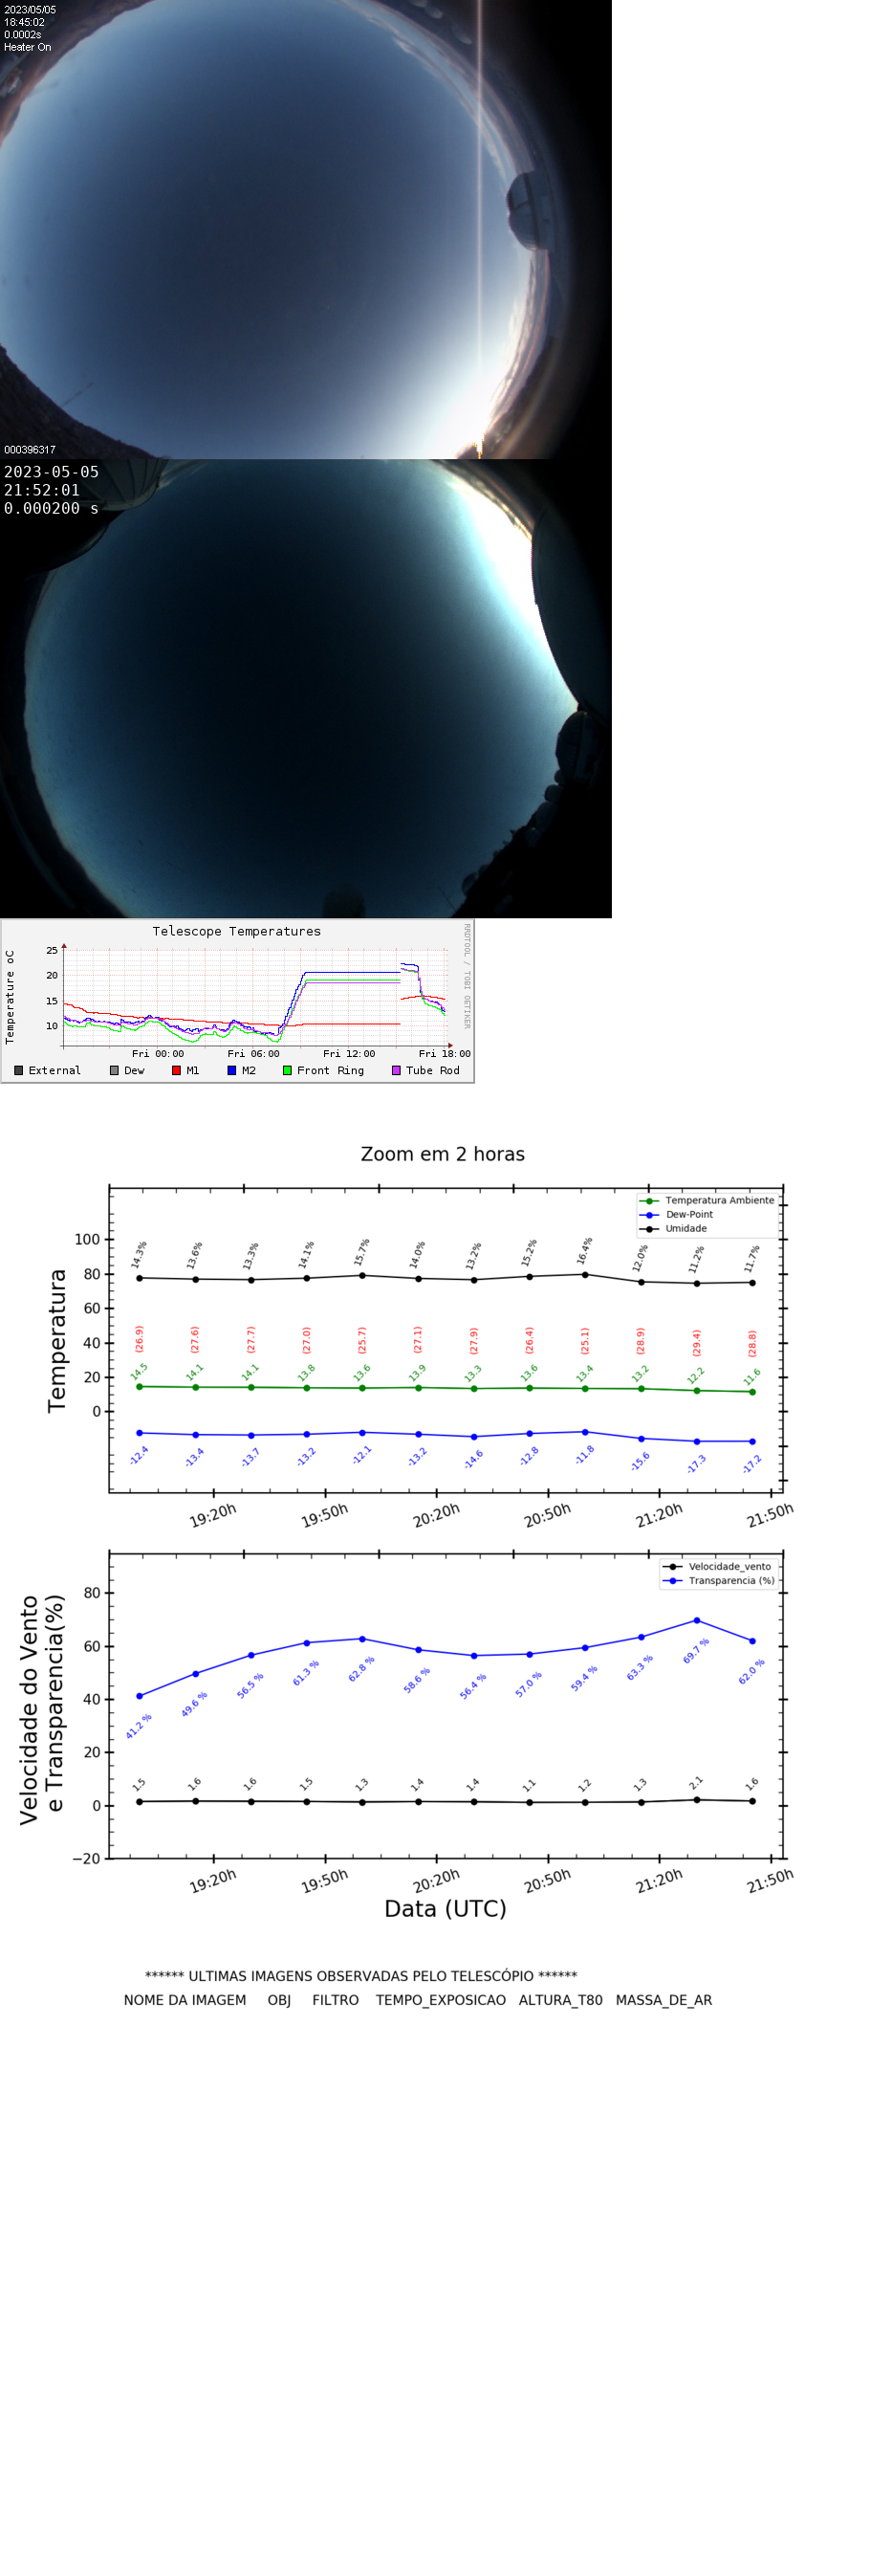 2023/05/05
18:45:02
0.0002s
Heater On
000396317
2023-05-05
21:52:01
0.000200 s
Telescope Temperatures
Temperature oC
RRDTOOL / TOBI OETIKER
25
20
15
10
Fri 00:00 Fri 06:00 Fri 12:00 Fri 18:00
External Dew M1 M2 Front Ring Tube Rod
Zoom em 2 horas
Temperatura
Temperatura Ambiente
Dew-Point
Umidade
100
80
60
40
20
0
14.3% 13.6% 13.3% 14.1% 15.7% 14.0% 13.2% 15.2% 16.4% 12.0% 11.2% 11.7%
(26.9) (27.6) (27.7) (27.0) (25.7) (27.1) (27.9) (26.4) (25.1) (28.9) (29.4) (28.8)
14.5 14.1 14.1 13.8 13.6 13.9 13.3 13.6 13.4 13.2 12.2 11.6
-12.4 -13.4 -13.7 -13.2 -12.1 -13.2 -14.6 -12.8 -11.8 -15.6 -17.3 -17.2
19:20h 19:50h 20:20h 20:50h 21:20h 21:50h
Velocidade do Vento
e Transparencia(%)
Velocidade_vento
Transparencia (%)
80
60
40
20
0
−20
41.2 % 49.6 % 56.5 % 61.3 % 62.8 % 58.6 % 56.4 % 57.0 % 59.4 % 63.3 % 69.7 % 62.0 %
1.5 1.6 1.6 1.5 1.3 1.4 1.4 1.1 1.2 1.3 2.1 1.6
19:20h 19:50h 20:20h 20:50h 21:20h 21:50h
Data (UTC)
****** ULTIMAS IMAGENS OBSERVADAS PELO TELESCÓPIO ******
NOME DA IMAGEM OBJ FILTRO TEMPO_EXPOSICAO ALTURA_T80 MASSA_DE_AR